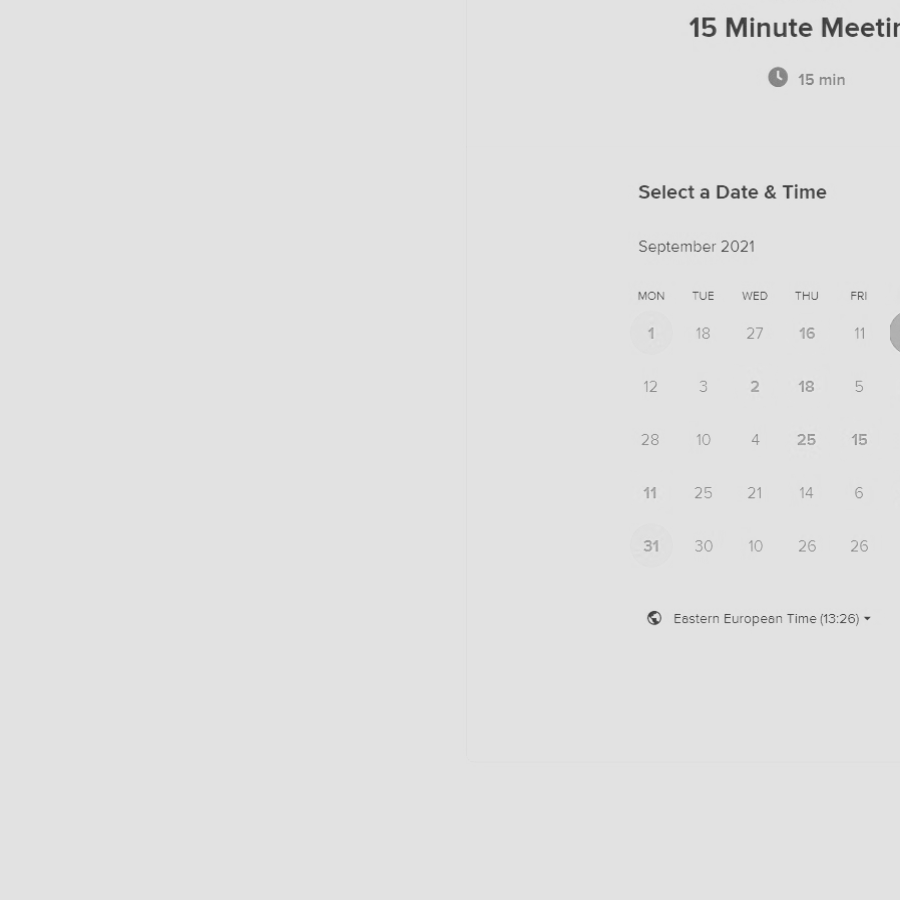 15 Minute Meetin
15 min
Select a Date & Time
September 2021
MON TUE WED THU FRI
1 18 27 16 11
12 3 2 18 5
28 10 4 25 15
11 25 21 14 6
31 30 10 26 26
Eastern European Time (13:26)